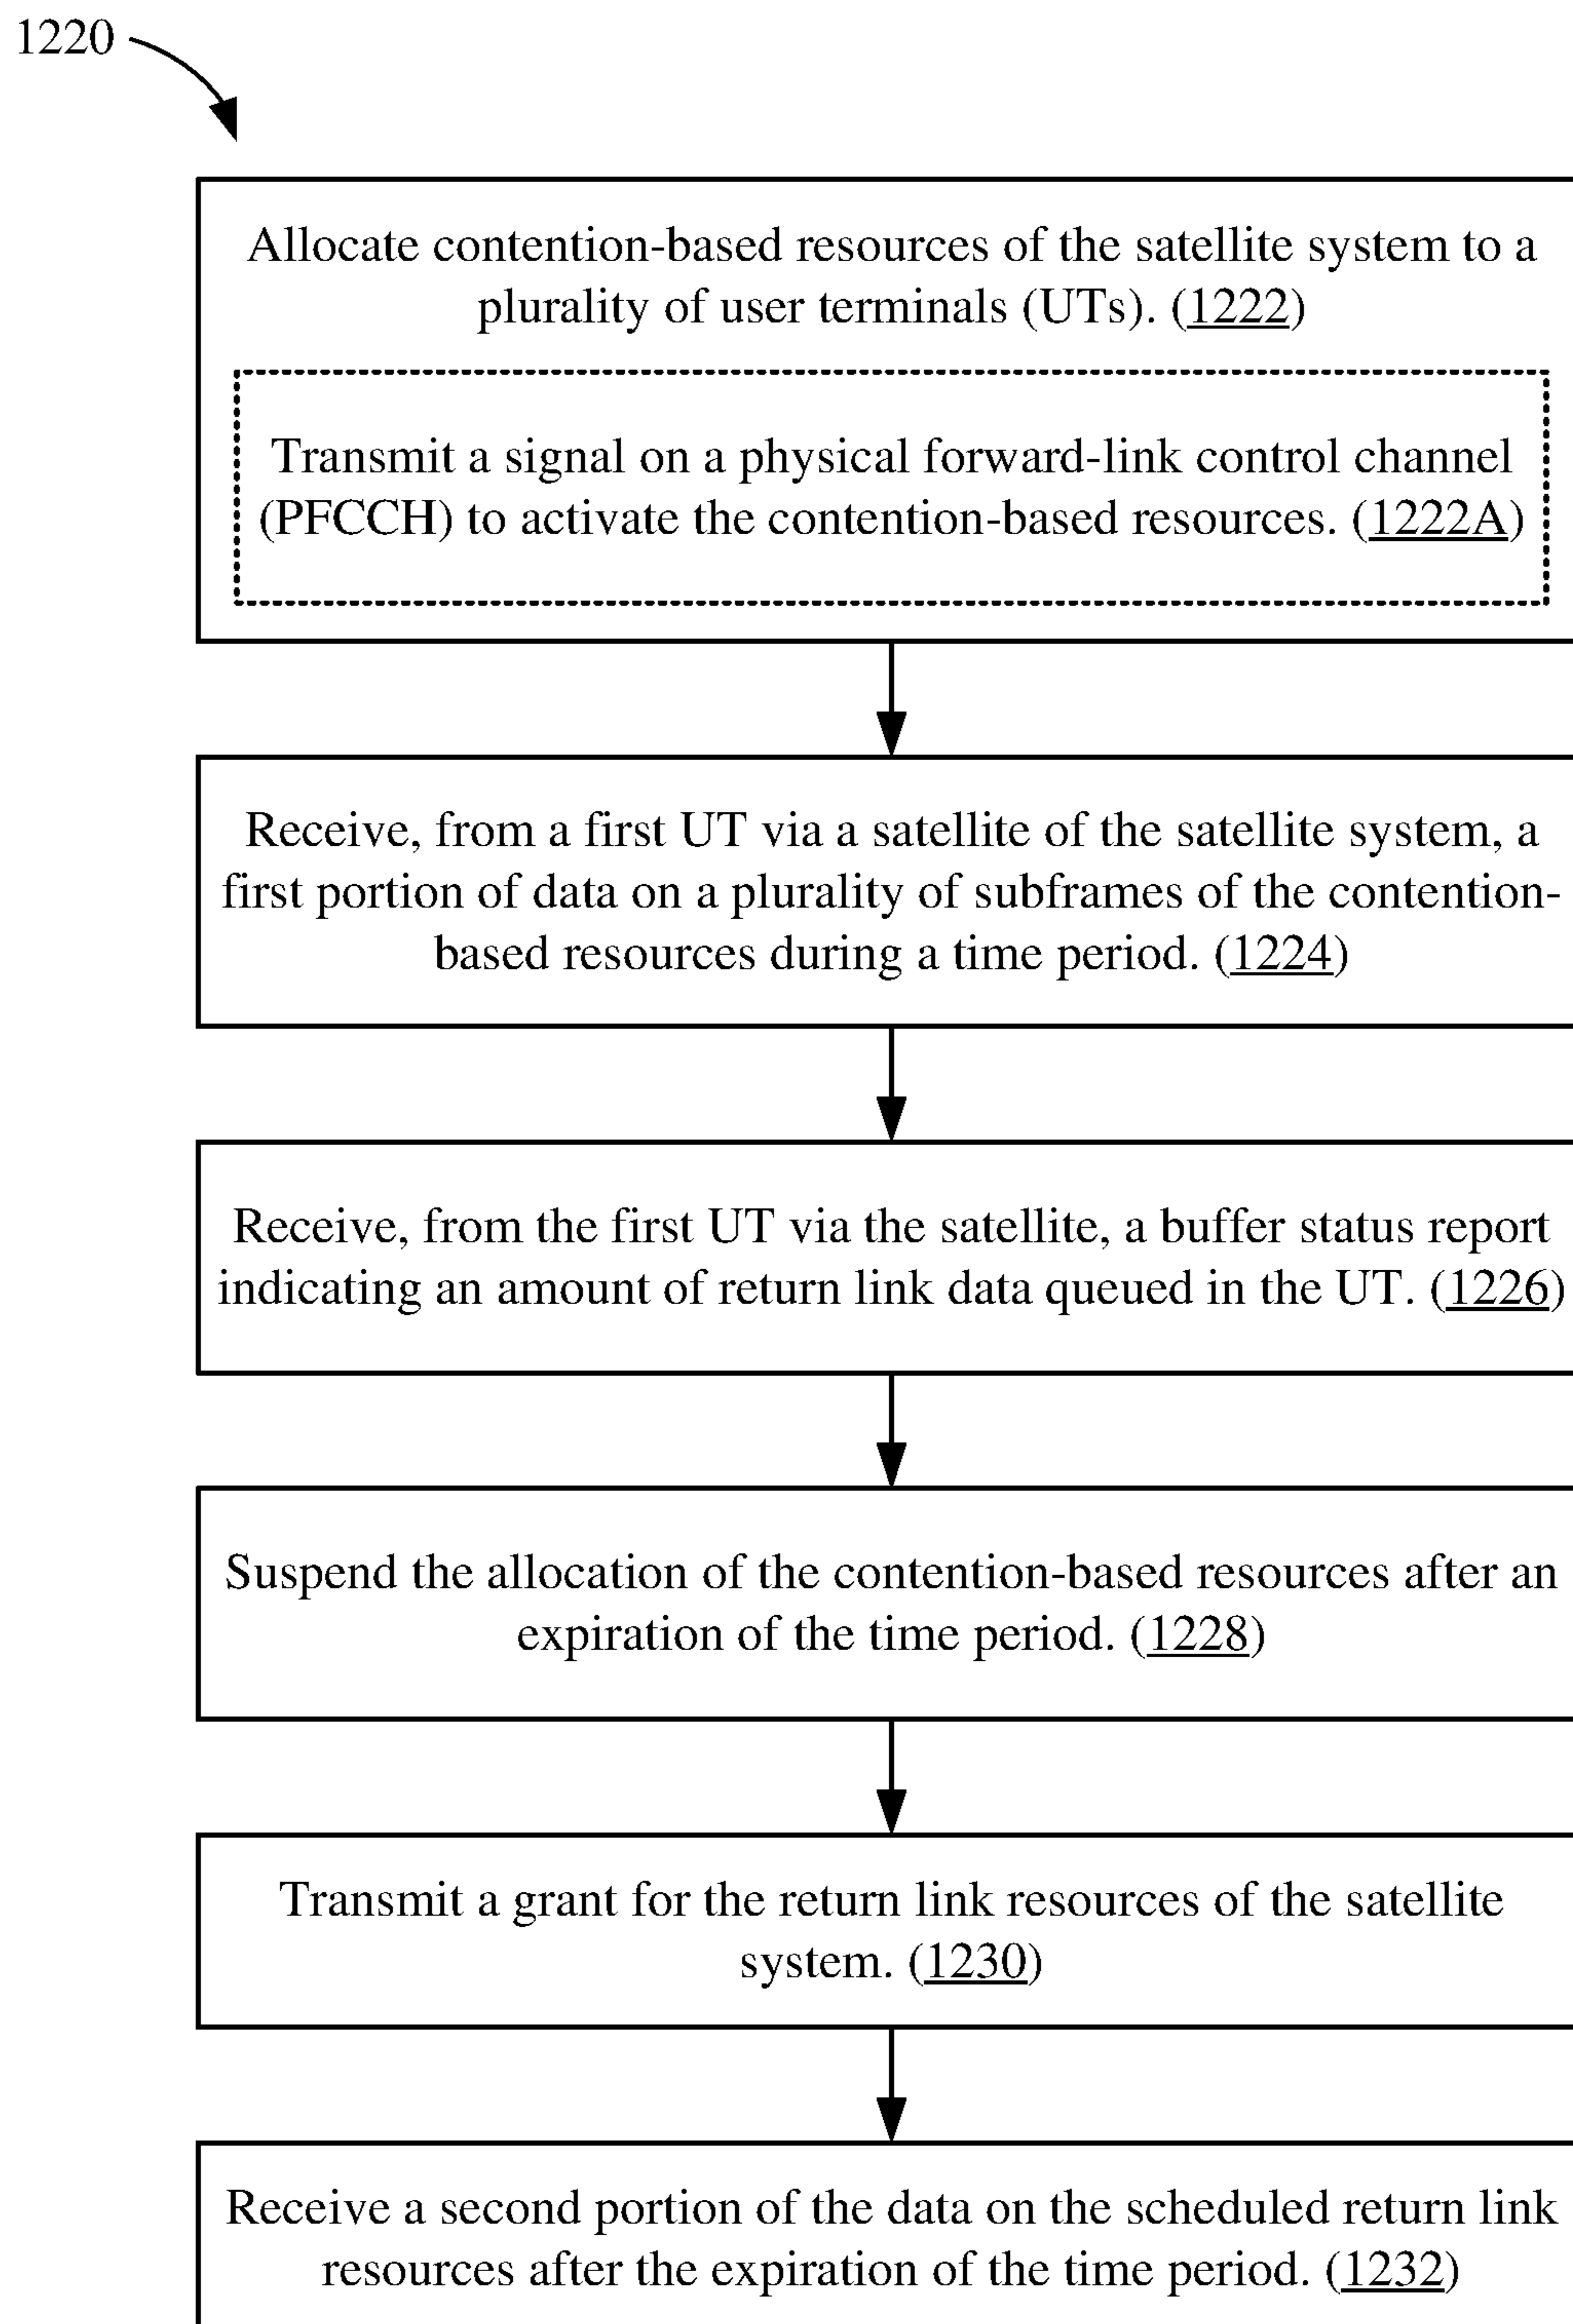 1220
Allocate contention-based resources of the satellite system to a
plurality of user terminals (UTs). (1222)
Transmit a signal on a physical forward-link control channel
(PFCCH) to activate the contention-based resources. (1222A)
Receive, from a first UT via a satellite of the satellite system, a
first portion of data on a plurality of subframes of the contention-
based resources during a time period. (1224)
Receive, from the first UT via the satellite, a buffer status report
indicating an amount of return link data queued in the UT. (1226)
Suspend the allocation of the contention-based resources after an
expiration of the time period. (1228)
Transmit a grant for the return link resources of the satellite
system. (1230)
Receive a second portion of the data on the scheduled return link
resources after the expiration of the time period. (1232)